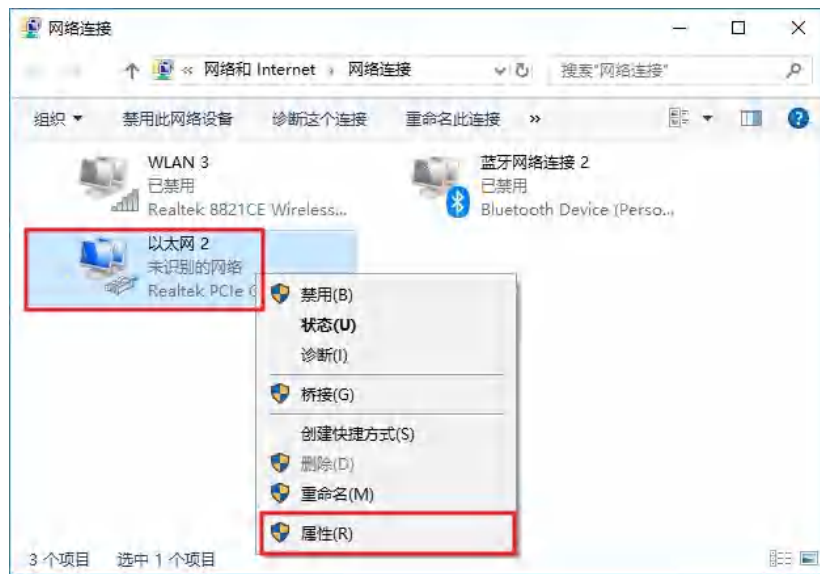 网络连接
« 网络和 Internet › 网络连接
搜索"网络连接"
组织 禁用此网络设备 诊断这个连接 重命名此连接 »
WLAN 3
已禁用
Realtek 8821CE Wireless...
蓝牙网络连接 2
已禁用
Bluetooth Device (Perso...
以太网 2
未识别的网络
Realtek PCIe
禁用(B)
状态(U)
诊断(I)
桥接(G)
创建快捷方式(S)
删除(D)
重命名(M)
属性(R)
3 个项目 选中 1 个项目